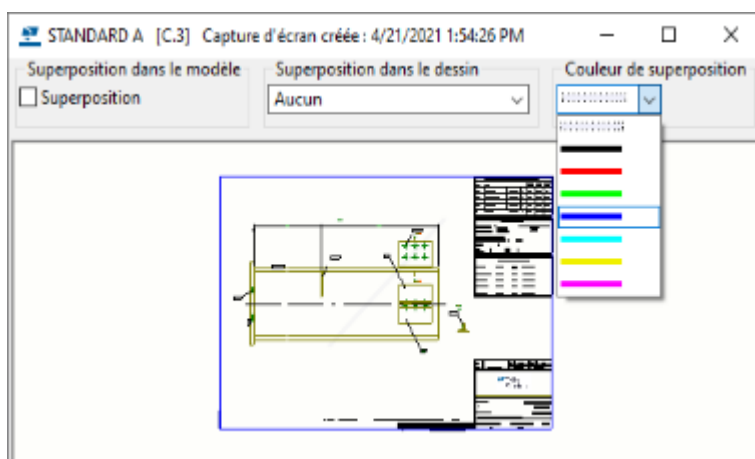 STANDARD A [C.3] Capture d'écran créée : 4/21/2021 1:54:26 PM
Superposition dans le modèle
Superposition dans le dessin
Couleur de superposition
Superposition
Aucun